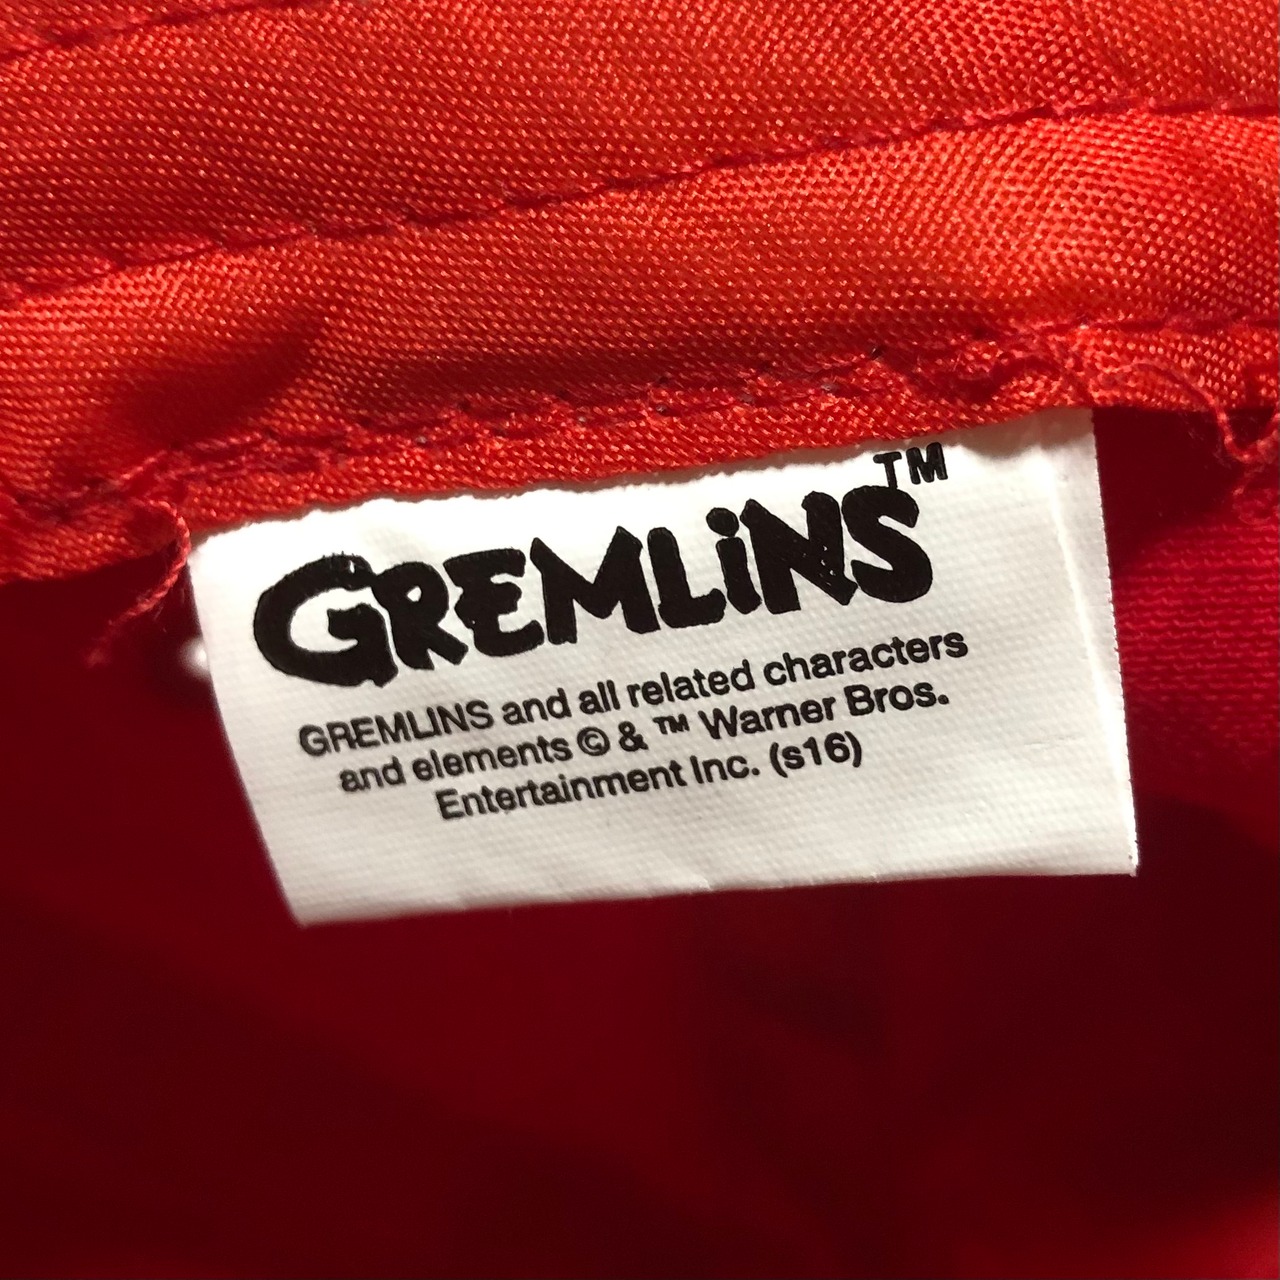 GREMLiNS™
GREMLINS and all related characters
and elements © & ™ Warner Bros.
Entertainment Inc. (s16)